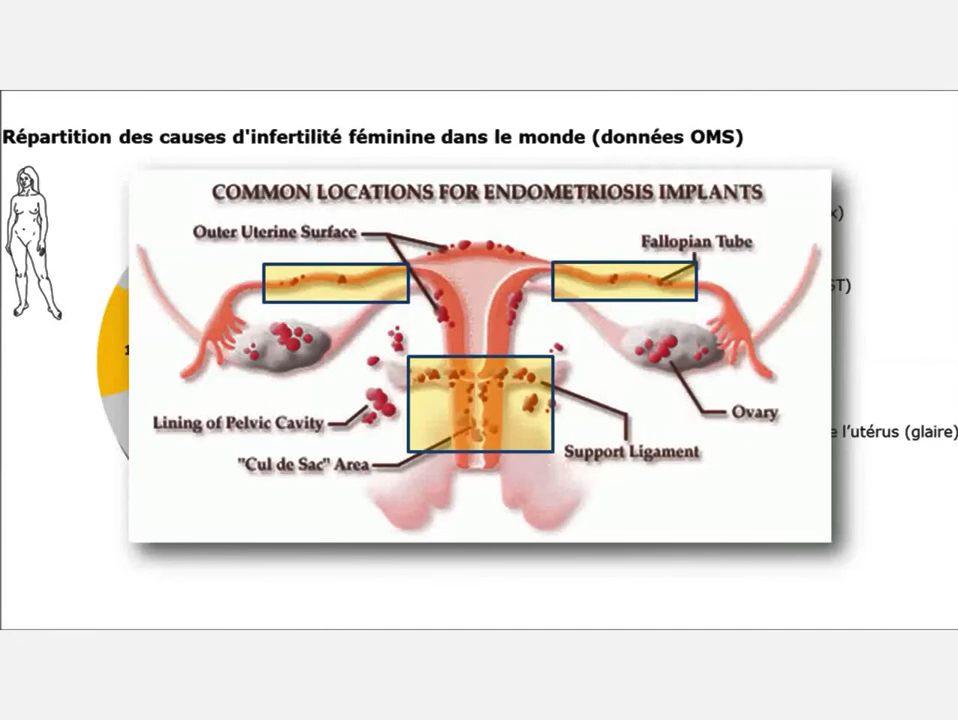 Répartition des causes d'infertilité féminine dans le monde (données OMS)
COMMON LOCATIONS FOR ENDOMETRIOSIS IMPLANTS
Outer Uterine Surface
Fallopian Tube
Lining of Pelvic Cavity
Ovary
l'utérus (glaire)
"Cul de Sac" Area
Support Ligament